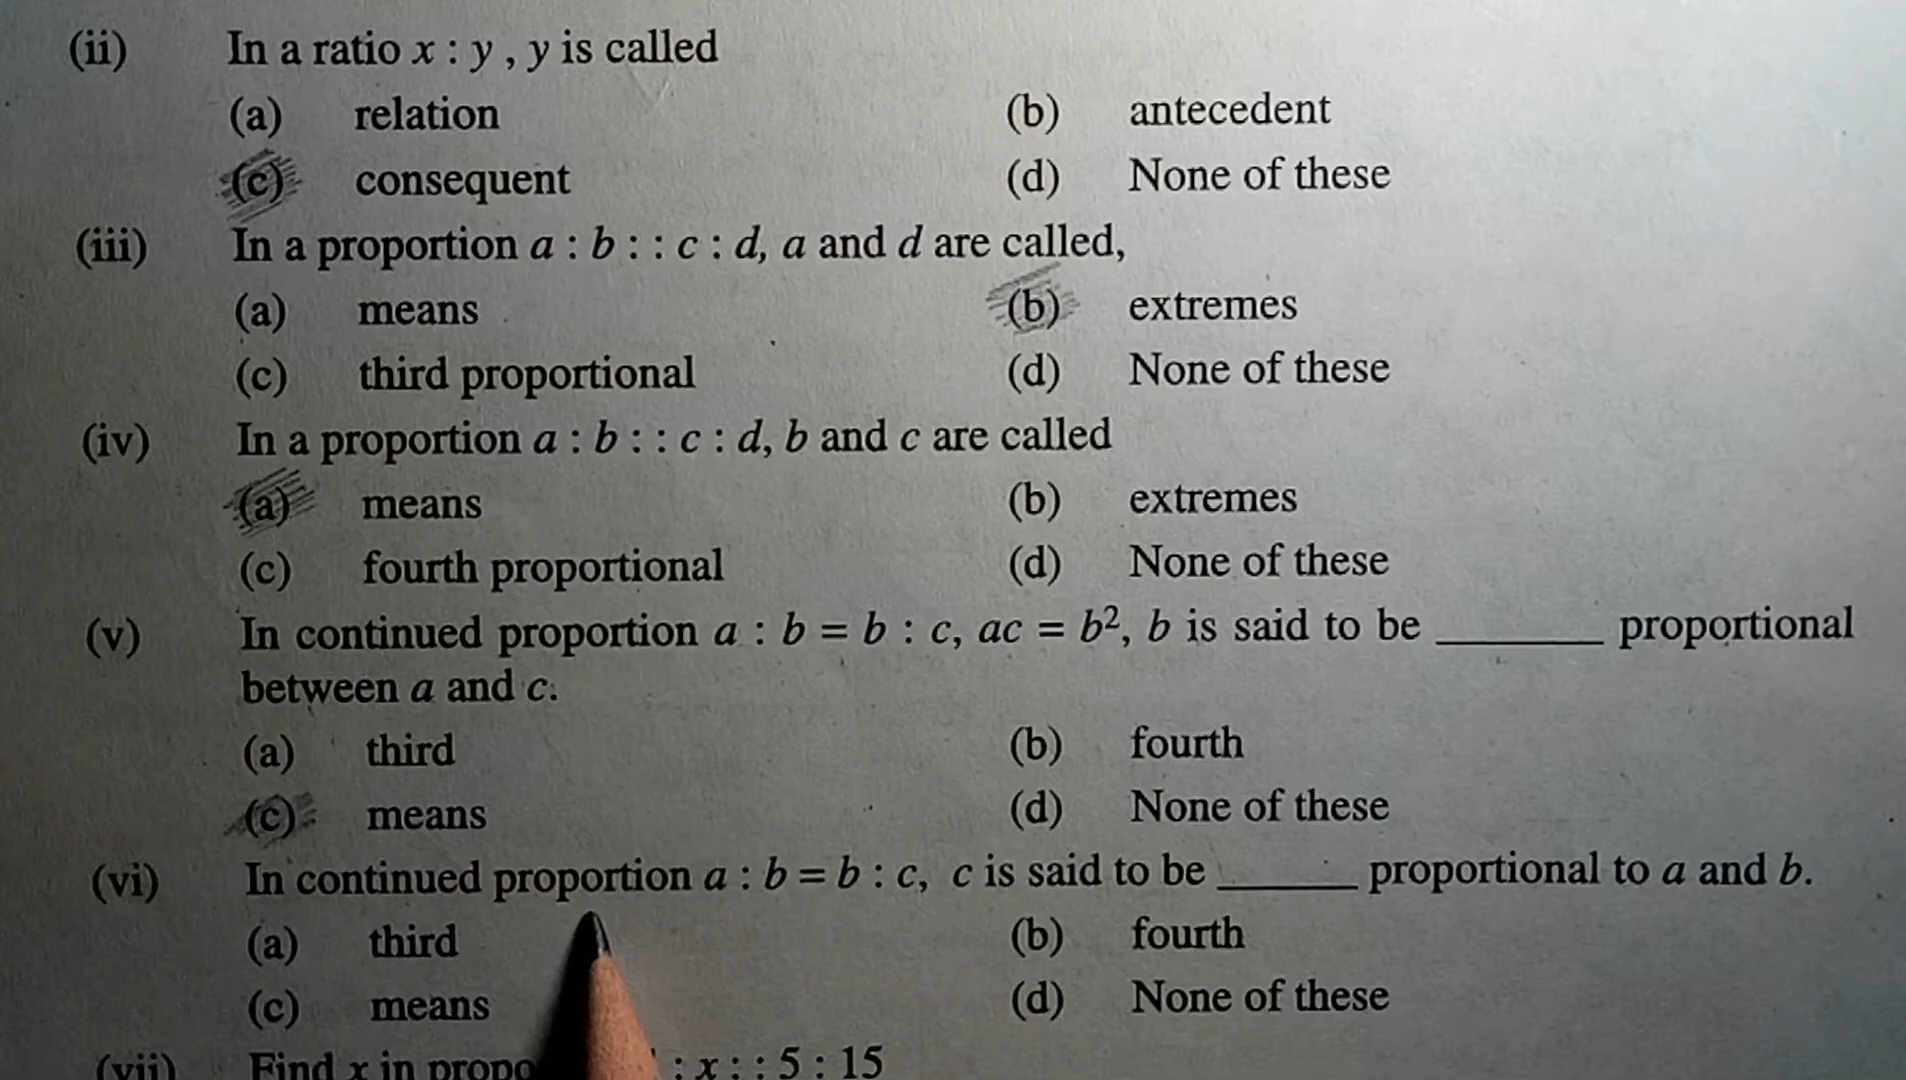 (ii) In a ratio x : y , y is called
(a) relation (b) antecedent
(c) consequent (d) None of these
(iii) In a proportion a : b : : c : d, a and d are called,
(a) means (b) extremes
(c) third proportional (d) None of these
(iv) In a proportion a : b : : c : d, b and c are called
(a) means (b) extremes
(c) fourth proportional (d) None of these
(v) In continued proportion a : b = b : c, ac = b², b is said to be ________ proportional
between a and c.
(a) third (b) fourth
(c) means (d) None of these
(vi) In continued proportion a : b = b : c, c is said to be ______ proportional to a and b.
(a) third (b) fourth
(c) means (d) None of these
(vii) Find x in : x : : 5 : 15